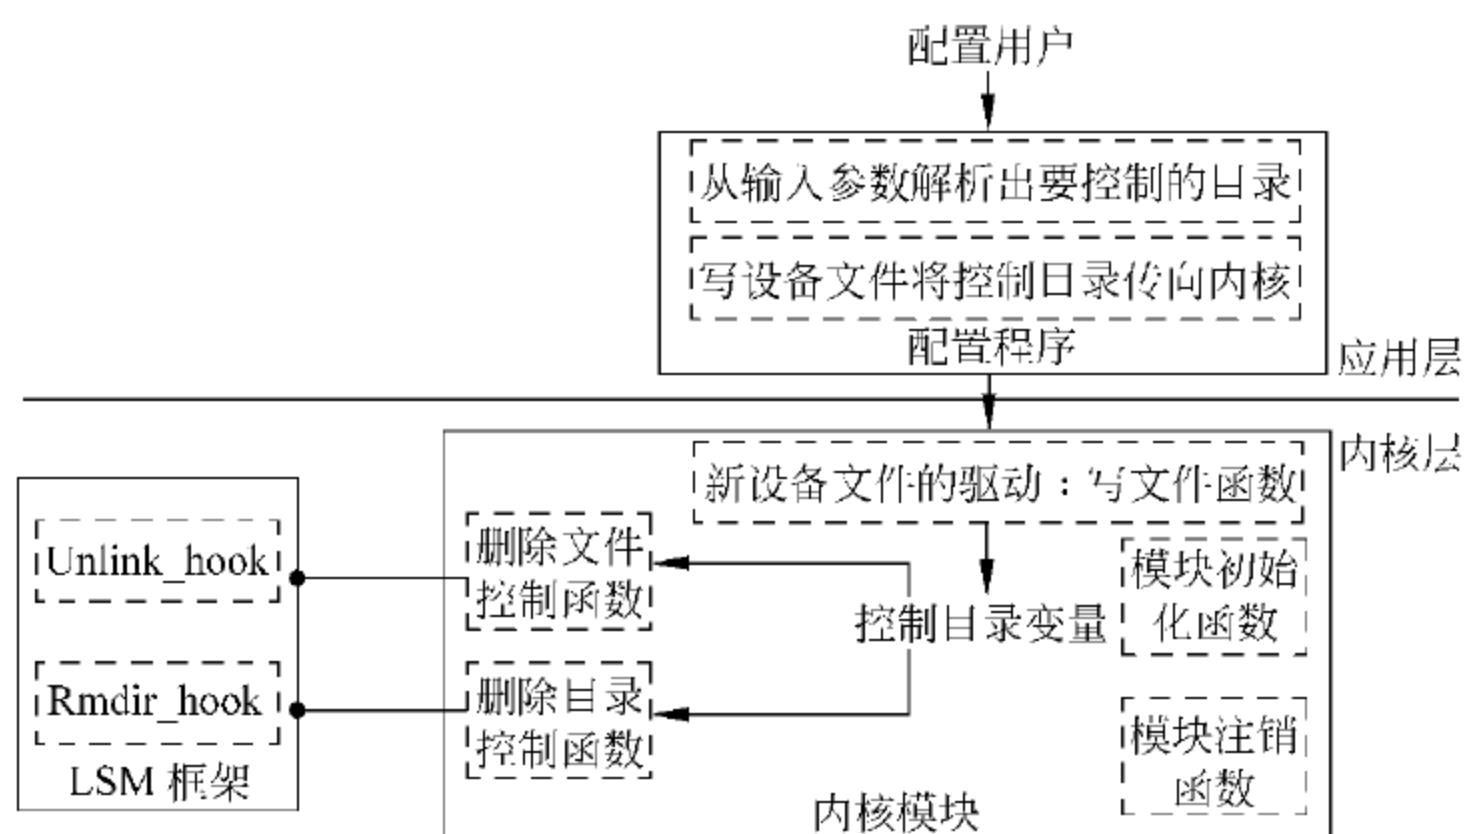 配置用户
从输入参数解析出要控制的目录
写设备文件将控制目录传向内核
配置程序
应用层
内核层
新设备文件的驱动：写文件函数
Unlink_hook
Rmdir_hook
LSM 框架
删除文件
控制函数
删除目录
控制函数
控制目录变量
模块初始
化函数
模块注销
函数
内核模块